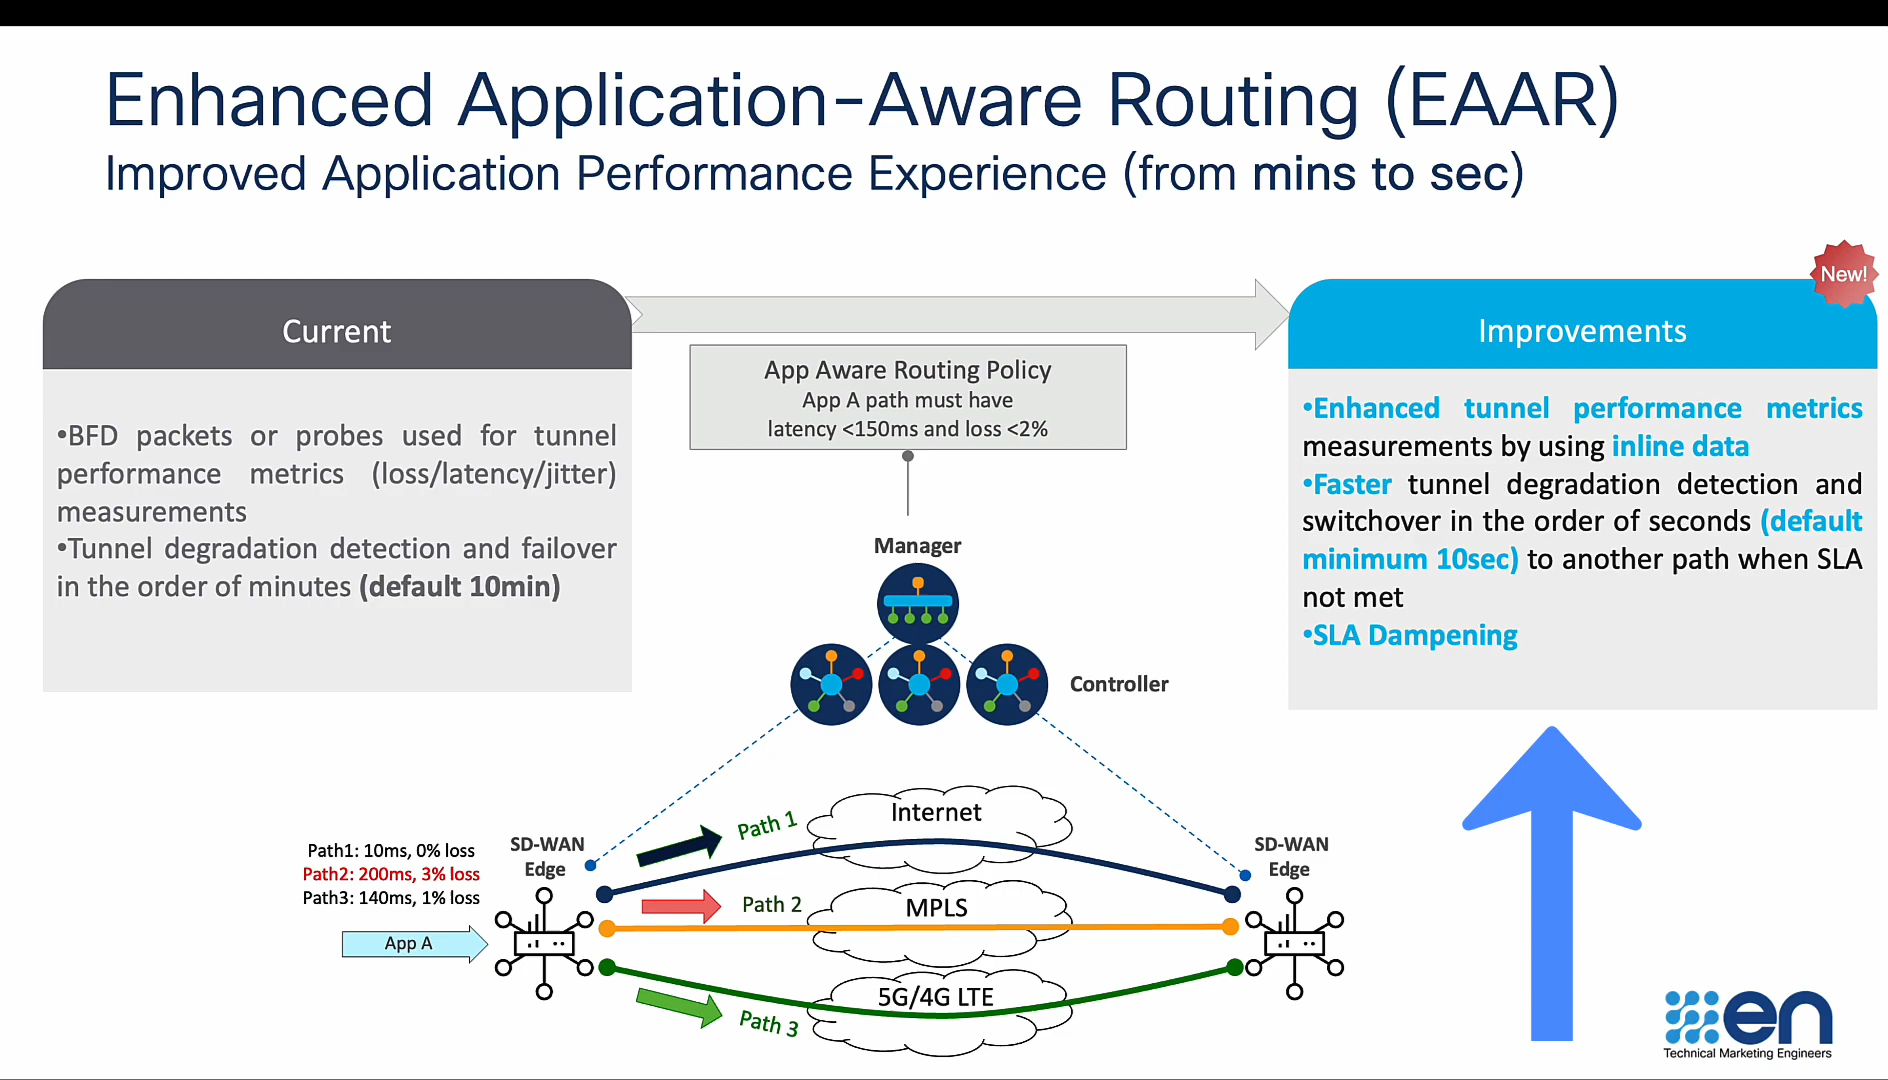 Enhanced Application-Aware Routing (EAAR)
Improved Application Performance Experience (from mins to sec)
Current
•BFD packets or probes used for tunnel
performance metrics (loss/latency/jitter)
measurements
•Tunnel degradation detection and failover
in the order of minutes (default 10min)
App Aware Routing Policy
App A path must have
latency <150ms and loss <2%
New!
Improvements
•Enhanced tunnel performance metrics
measurements by using inline data
•Faster tunnel degradation detection and
switchover in the order of seconds (default
minimum 10sec) to another path when SLA
not met
•SLA Dampening
Manager
Controller
Path1: 10ms, 0% loss
Path2: 200ms, 3% loss
Path3: 140ms, 1% loss
App A
SD-WAN
Edge
Path 1
Internet
Path 2
MPLS
Path 3
5G/4G LTE
SD-WAN
Edge
en
Technical Marketing Engineers